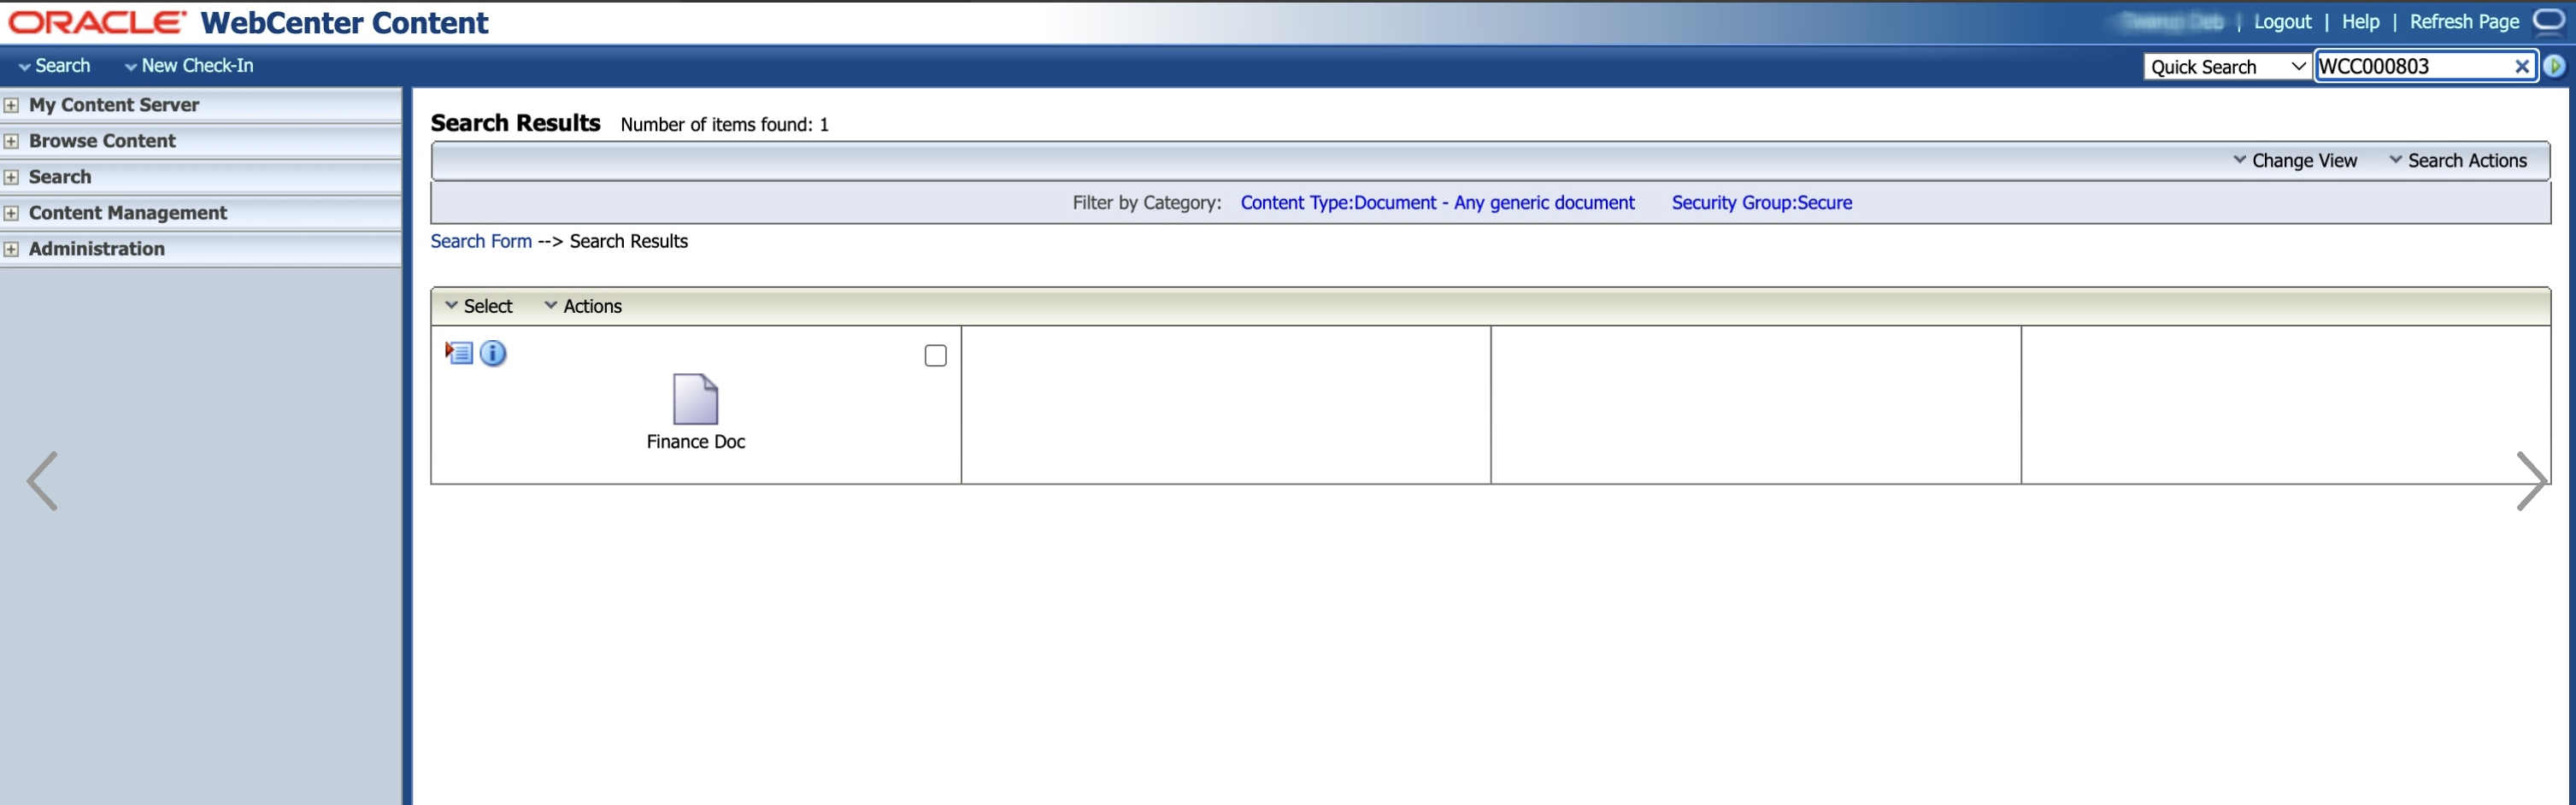 ORACLE WebCenter Content
| Logout | Help | Refresh Page
Search New Check-In Quick Search WCC000803
My Content Server
Browse Content
Search
Content Management
Administration
Search Results Number of items found: 1
Change View Search Actions
Filter by Category: Content Type:Document - Any generic document Security Group:Secure
Search Form --> Search Results
Select Actions
Finance Doc